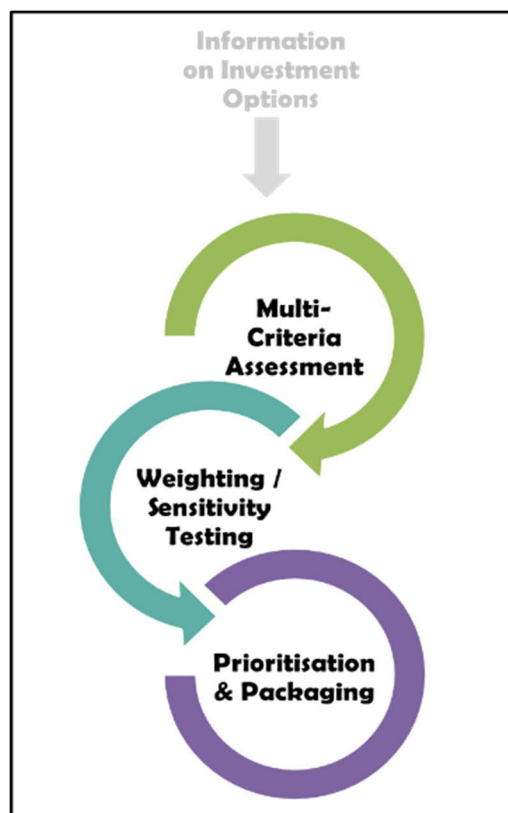 Information
on Investment
Options
Multi-
Criteria
Assessment
Weighting /
Sensitivity
Testing
Prioritisation
& Packaging